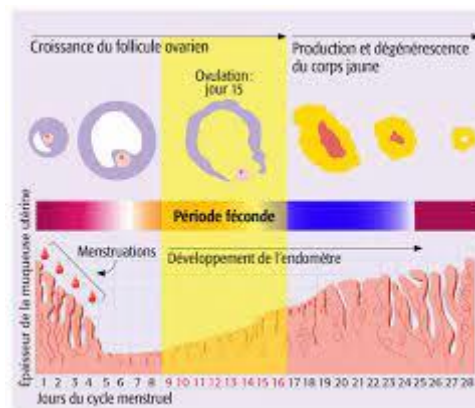 Croissance du follicule ovarien
Production et dégénérescence
du corps jaune
Ovulation :
jour 15
Période féconde
Menstruations
Développement de l'endomètre
Épaisseur de la muqueuse utérine
1 2 3 4 5 6 7 8 9 10 11 12 13 14 15 16 17 18 19 20 21 22 23 24 25 26 27 28
Jours du cycle menstruel